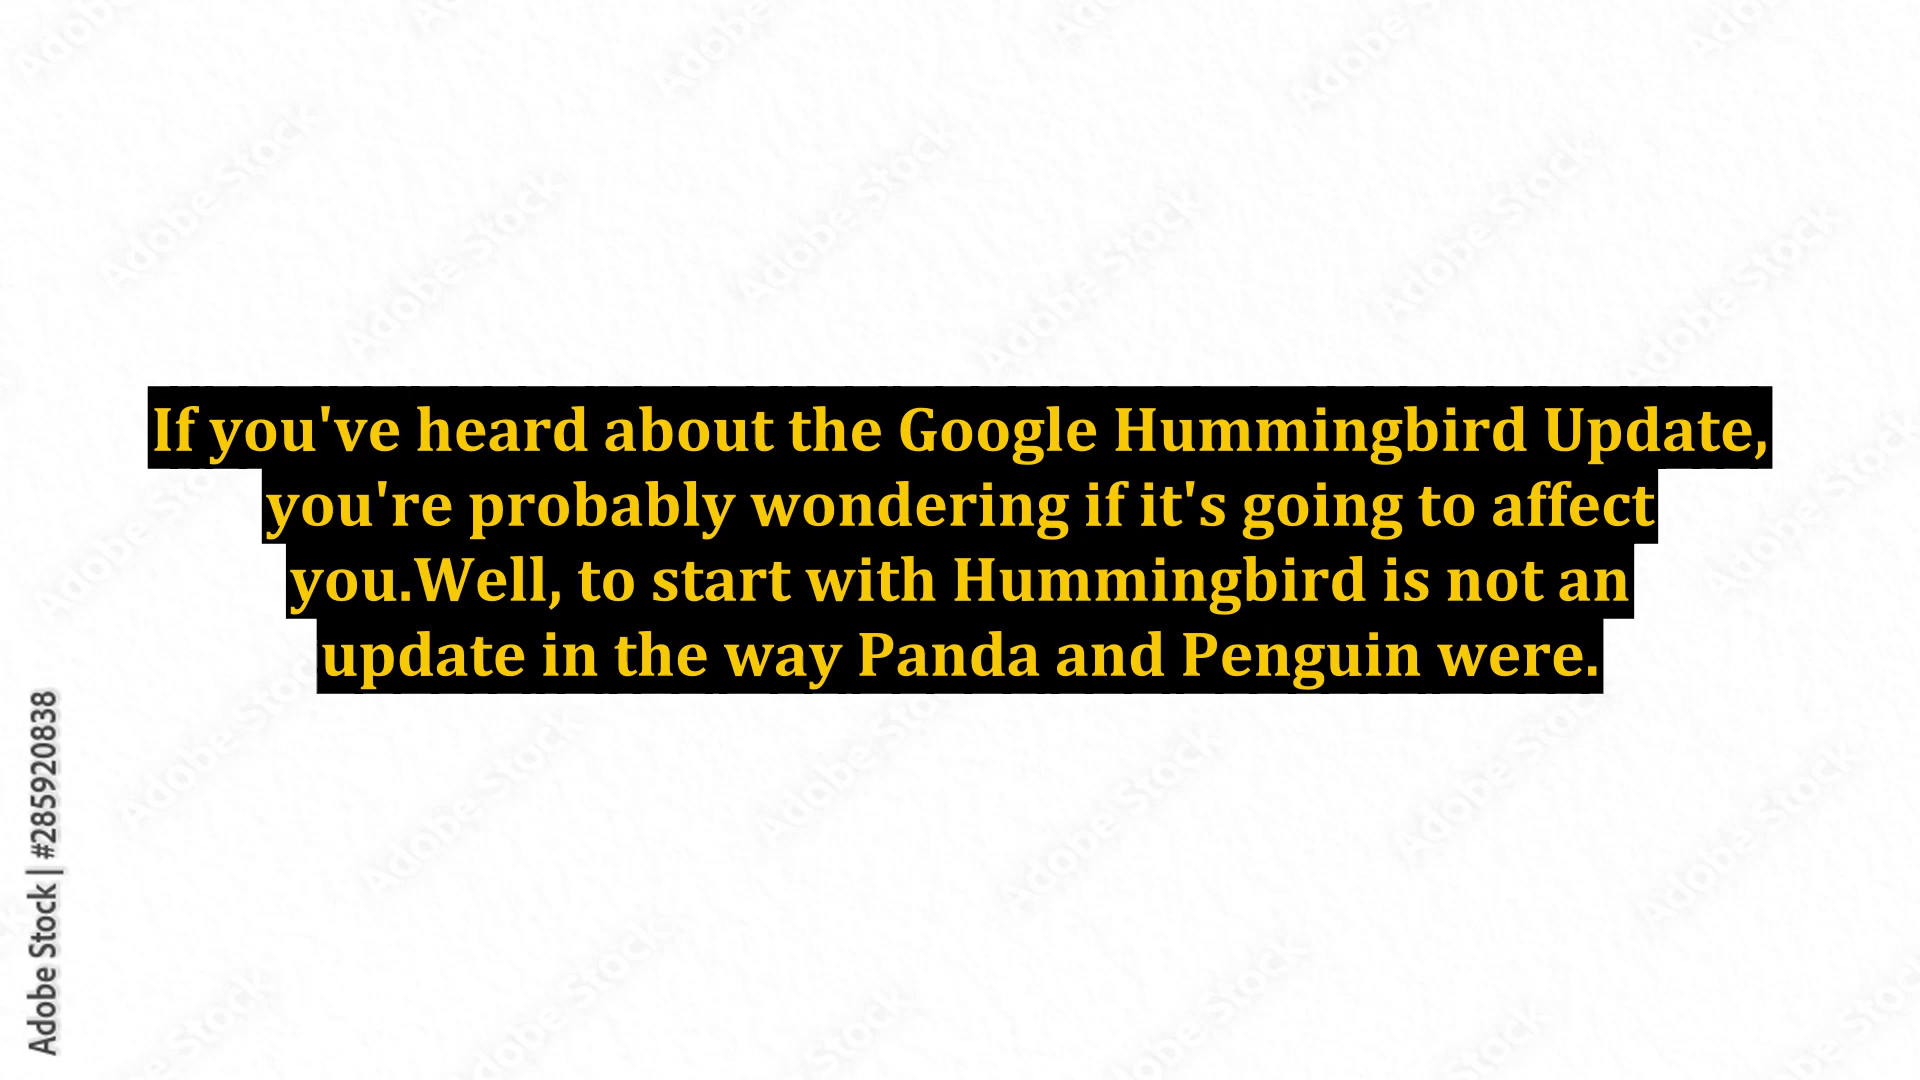 If you've heard about the Google Hummingbird Update,
you're probably wondering if it's going to affect
you.Well, to start with Hummingbird is not an
update in the way Panda and Penguin were.
Adobe Stock | #285920838